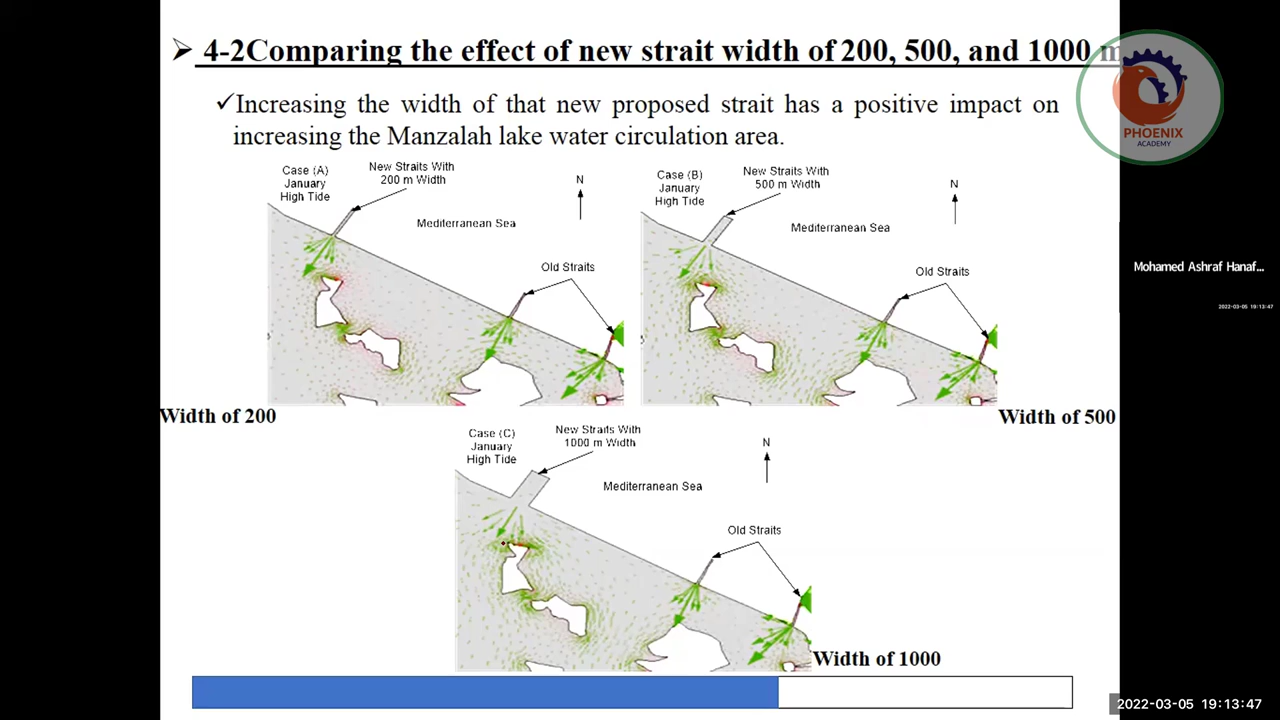 ➢ 4-2Comparing the effect of new strait width of 200, 500, and 1000 m
✓Increasing the width of that new proposed strait has a positive impact on
increasing the Manzalah lake water circulation area.
PHOENIX
ACADEMY
Case (A)
January
High Tide
New Straits With
200 m Width
N
Mediterranean Sea
Old Straits
Width of 200
Case (B)
January
High Tide
New Straits With
500 m Width
N
Mediterranean Sea
Old Straits
Width of 500
Case (C)
January
High Tide
New Straits With
1000 m Width
N
Mediterranean Sea
Old Straits
Width of 1000
Mohamed Ashraf Hanaf...
2022-03-05 19:13:47
2022-03-05 19:13:47